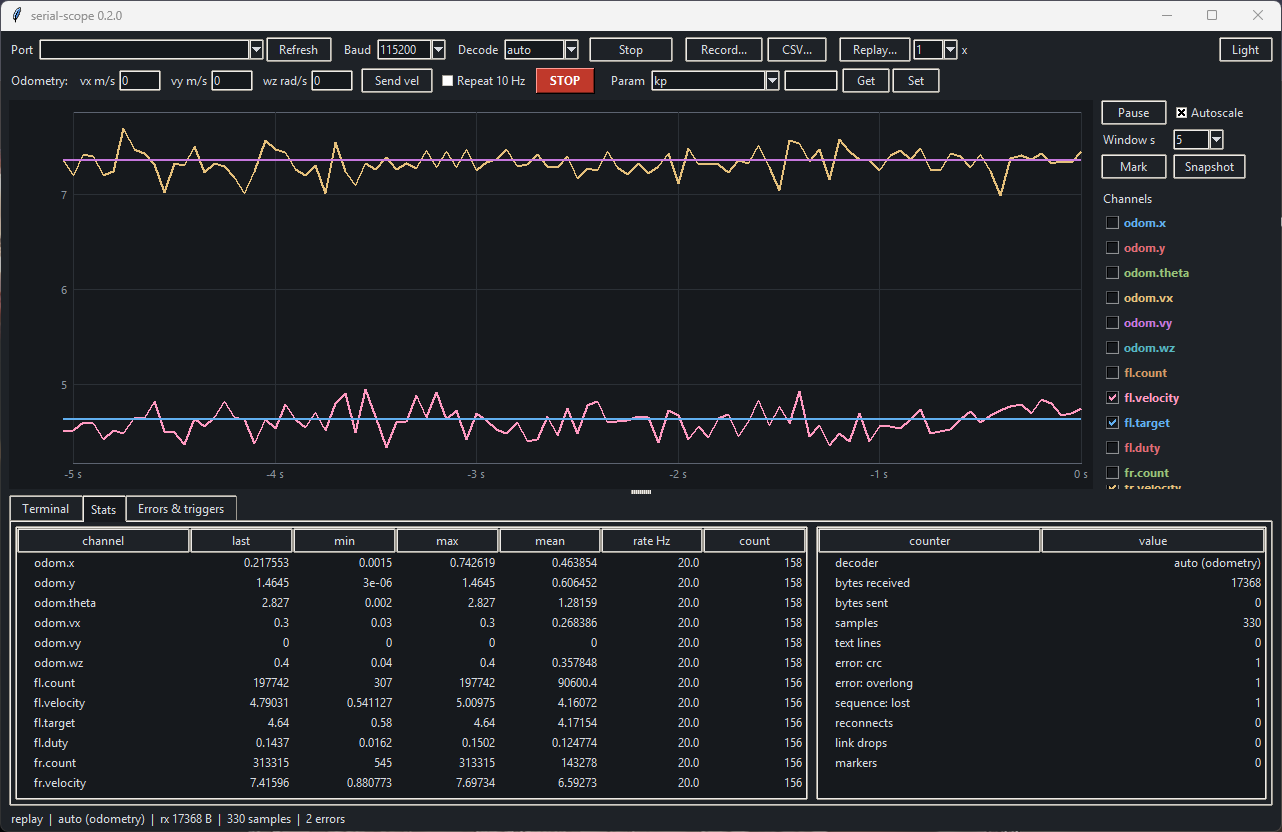 serial-scope 0.2.0
Port Refresh Baud 115200 Decode auto Stop Record... CSV... Replay... 1 x Light
Odometry: vx m/s 0 vy m/s 0 wz rad/s 0 Send vel Repeat 10 Hz STOP Param kp Get Set
Pause Autoscale
Window s 5
Mark Snapshot
Channels
odom.x
odom.y
odom.theta
odom.vx
odom.vy
odom.wz
fl.count
fl.velocity
fl.target
fl.duty
fr.count
fr.velocity
7
6
5
-5 s -4 s -3 s -2 s -1 s 0 s
Terminal Stats Errors & triggers
channel last min max mean rate Hz count
odom.x 0.217553 0.0015 0.742619 0.463854 20.0 158
odom.y 1.4645 3e-06 1.4645 0.606452 20.0 158
odom.theta 2.827 0.002 2.827 1.28159 20.0 158
odom.vx 0.3 0.03 0.3 0.268386 20.0 158
odom.vy 0 0 0 0 20.0 158
odom.wz 0.4 0.04 0.4 0.357848 20.0 158
fl.count 197742 307 197742 90600.4 20.0 156
fl.velocity 4.79031 0.541127 5.00975 4.16072 20.0 156
fl.target 4.64 0.58 4.64 4.17154 20.0 156
fl.duty 0.1437 0.0162 0.1502 0.124774 20.0 156
fr.count 313315 545 313315 143278 20.0 156
fr.velocity 7.41596 0.880773 7.69734 6.59273 20.0 156
counter value
decoder auto (odometry)
bytes received 17368
bytes sent 0
samples 330
text lines 0
error: crc 1
error: overlong 1
sequence: lost 1
reconnects 0
link drops 0
markers 0
replay | auto (odometry) | rx 17368 B | 330 samples | 2 errors